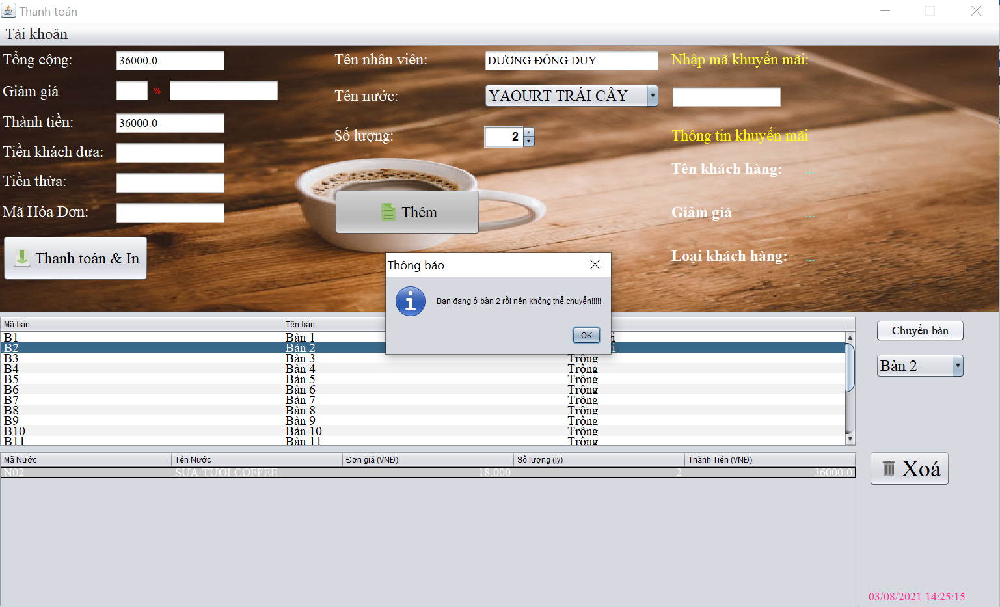 Thanh toán
Tài khoản
Tổng cộng:
36000.0
Tên nhân viên:
DƯƠNG ĐÔNG DUY
Nhập mã khuyến mãi:
Giảm giá
%
Tên nước:
YAOURT TRÁI CÂY
Thành tiền:
36000.0
Số lượng:
2
Thông tin khuyến mãi
Tiền khách đưa:
Tên khách hàng: ...
Tiền thừa:
Mã Hóa Đơn:
Thêm
Giảm giá ...
Thanh toán & In
Loại khách hàng: ...
Thông báo
Bạn đang ở bàn 2 rồi nên không thể chuyển!!!!!
OK
Mã bàn Tên bàn
B1 Bàn 1
B2 Bàn 2
B3 Bàn 3 Trống
B4 Bàn 4 Trống
B5 Bàn 5 Trống
B6 Bàn 6 Trống
B7 Bàn 7 Trống
B8 Bàn 8 Trống
B9 Bàn 9 Trống
B10 Bàn 10 Trống
B11 Bàn 11 Trống
Chuyển bàn
Bàn 2
Mã Nước Tên Nước Đơn giá (VNĐ) Số lượng (ly) Thành Tiền (VNĐ)
N02 SỮA TƯƠI COFFEE 18,000 2 36000.0
Xoá
03/08/2021 14:25:15